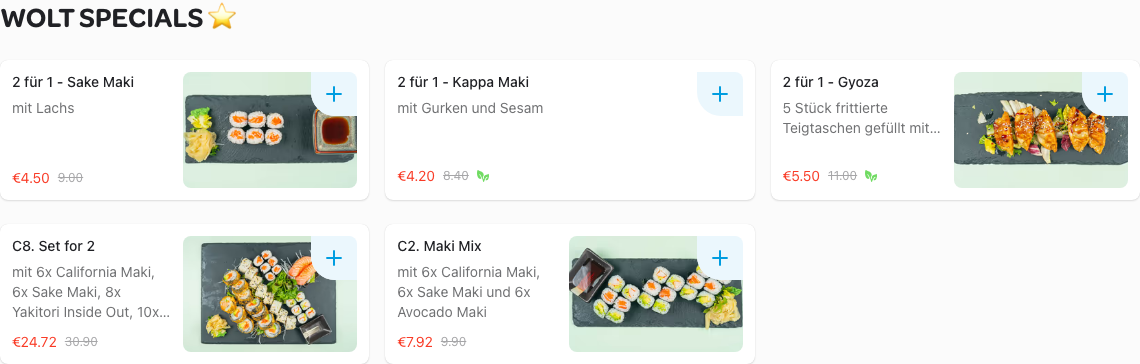 WOLT SPECIALS ⭐
2 für 1 - Sake Maki
mit Lachs
€4.50 9.00
2 für 1 - Kappa Maki
mit Gurken und Sesam
€4.20 8.40
2 für 1 - Gyoza
5 Stück frittierte
Teigtaschen gefüllt mit...
€5.50 11.00
C8. Set for 2
mit 6x California Maki,
6x Sake Maki, 8x
Yakitori Inside Out, 10x...
€24.72 30.90
C2. Maki Mix
mit 6x California Maki,
6x Sake Maki und 6x
Avocado Maki
€7.92 9.90